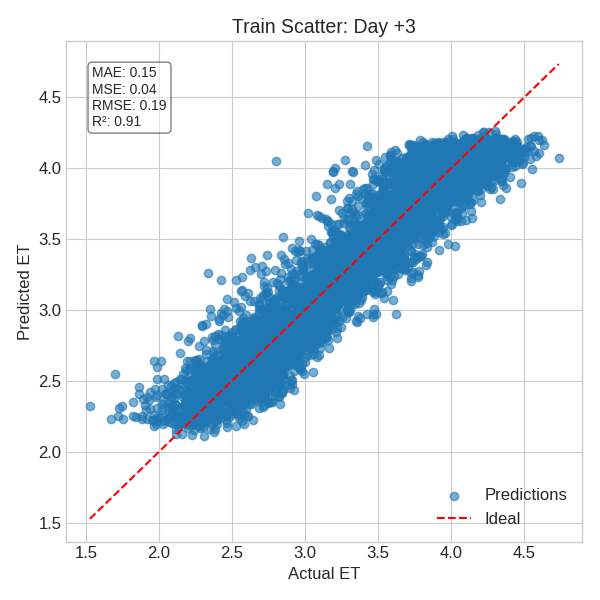 Train Scatter: Day +3
MAE: 0.15
MSE: 0.04
RMSE: 0.19
R²: 0.91
Predicted ET
4.5
4.0
3.5
3.0
2.5
2.0
1.5
Predictions
Ideal
1.5 2.0 2.5 3.0 3.5 4.0 4.5
Actual ET